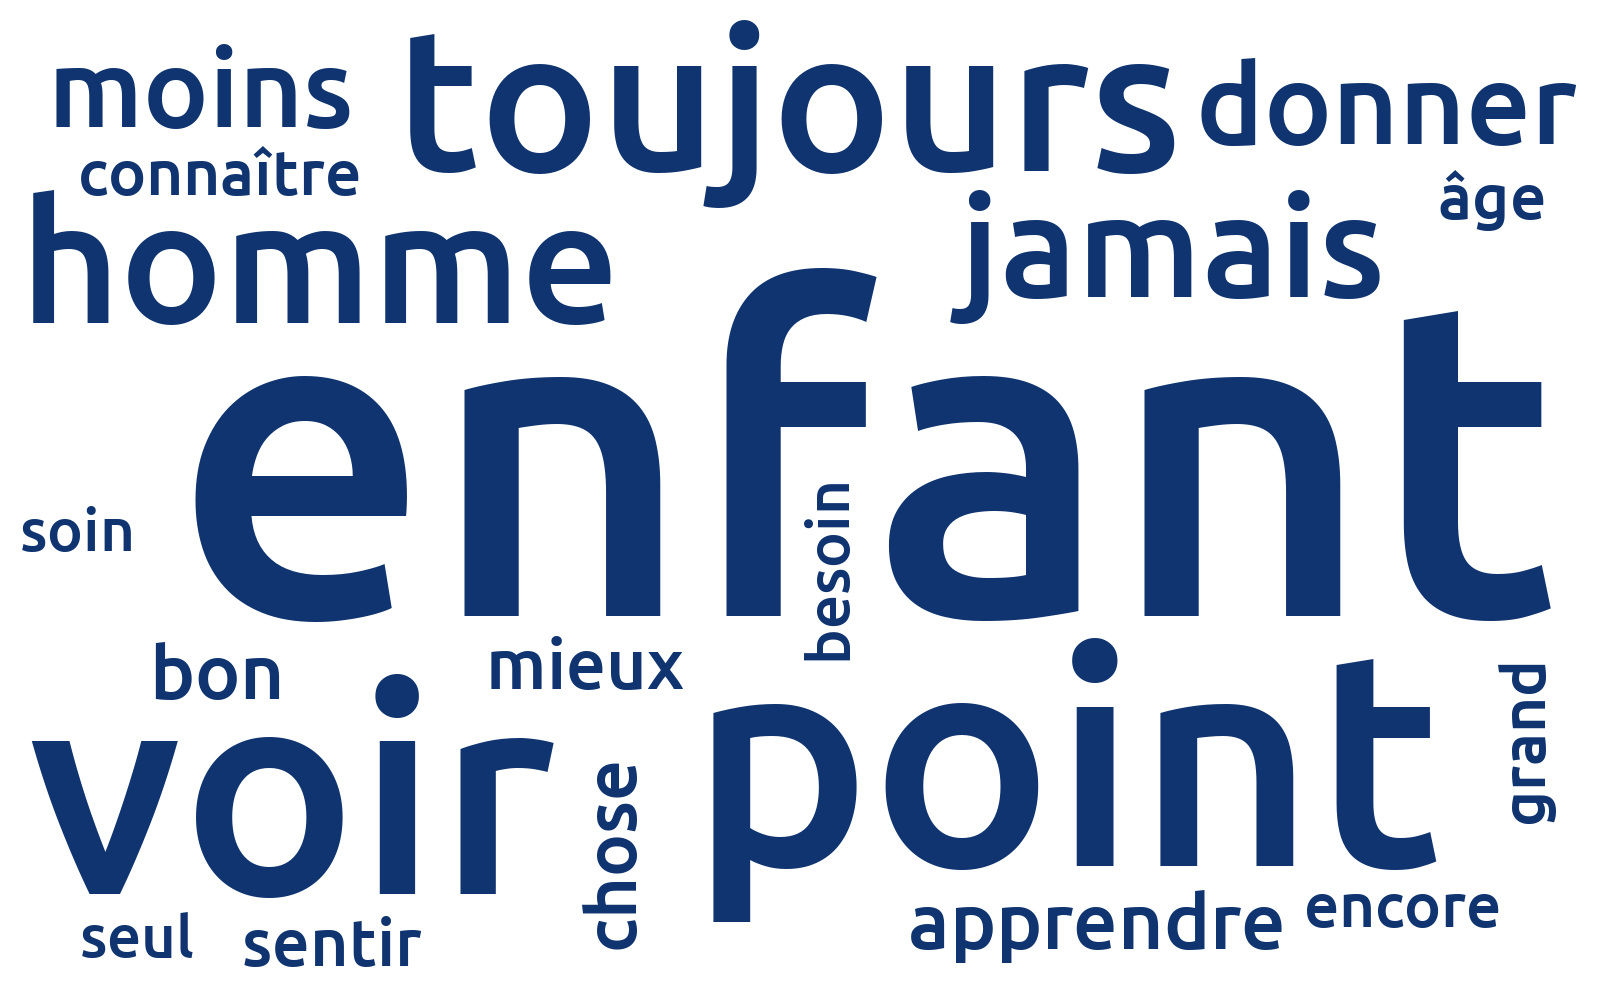 moins
toujours
donner
connaître
âge
homme
jamais
enfant
soin
besoin
bon
mieux
voir
point
grand
chose
seul
sentir
apprendre
encore